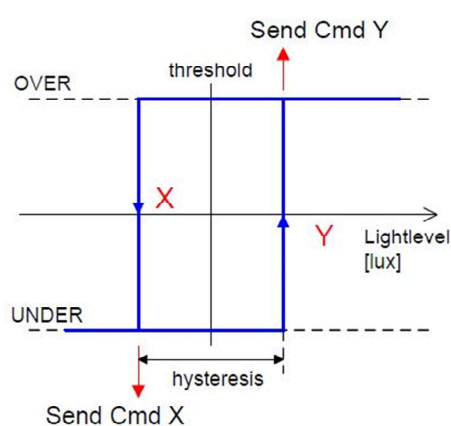 Send Cmd Y
threshold
OVER
X
Y
Lightlevel
[lux]
UNDER
hysteresis
Send Cmd X